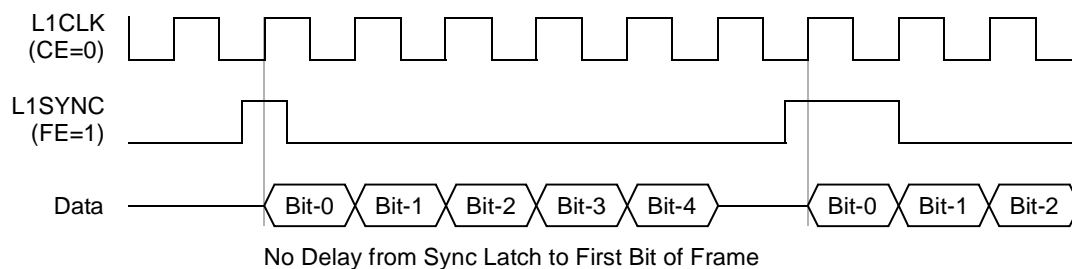 L1CLK
(CE=0)
L1SYNC
(FE=1)
Data
Bit-0 Bit-1 Bit-2 Bit-3 Bit-4 Bit-0 Bit-1 Bit-2
No Delay from Sync Latch to First Bit of Frame